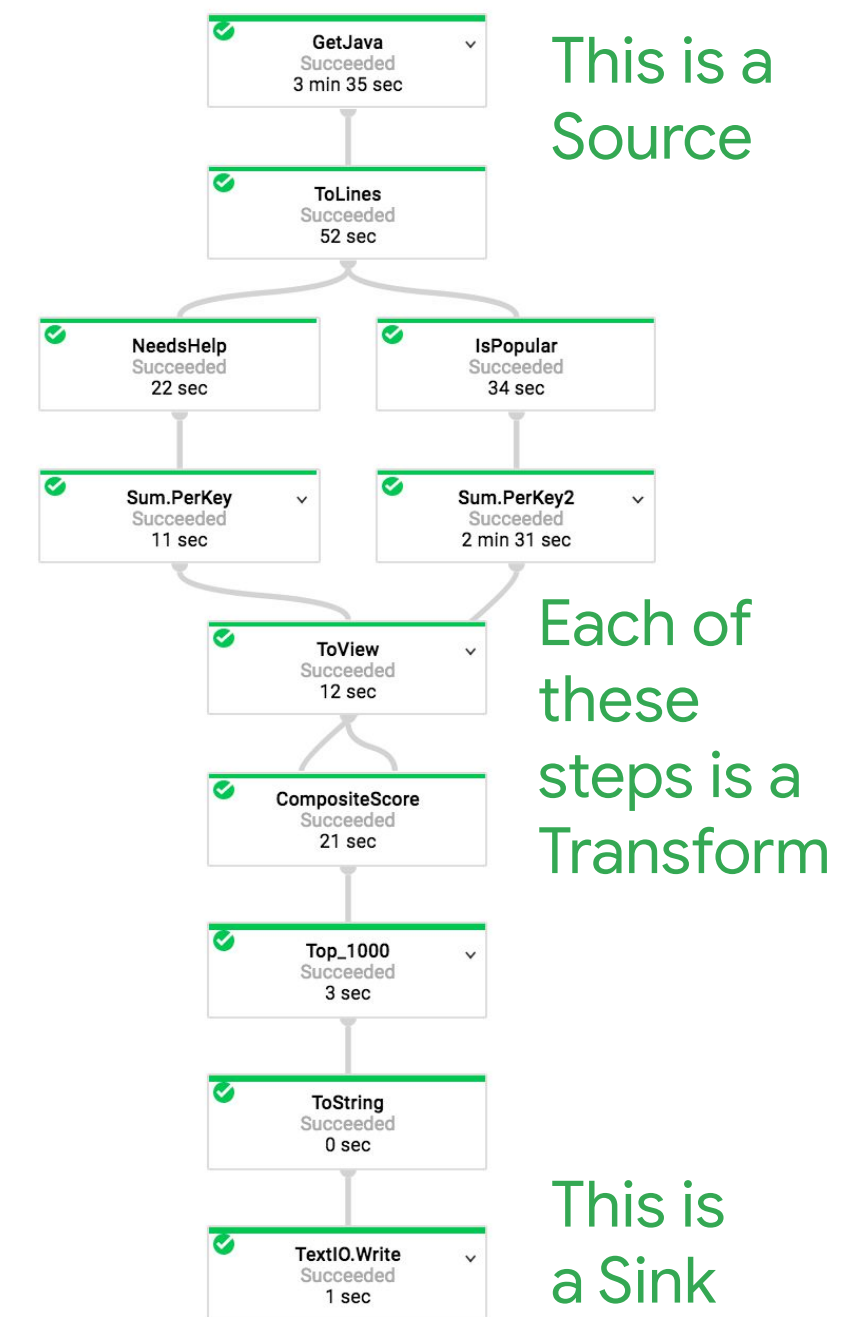 GetJava
Succeeded
3 min 35 sec
This is a
Source
ToLines
Succeeded
52 sec
NeedsHelp
Succeeded
22 sec
IsPopular
Succeeded
34 sec
Sum.PerKey
Succeeded
11 sec
Sum.PerKey2
Succeeded
2 min 31 sec
ToView
Succeeded
12 sec
Each of
these
steps is a
Transform
CompositeScore
Succeeded
21 sec
Top_1000
Succeeded
3 sec
ToString
Succeeded
0 sec
TextIO.Write
Succeeded
1 sec
This is
a Sink